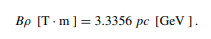 Bρ [T · m] = 3.3356 pc [GeV] .